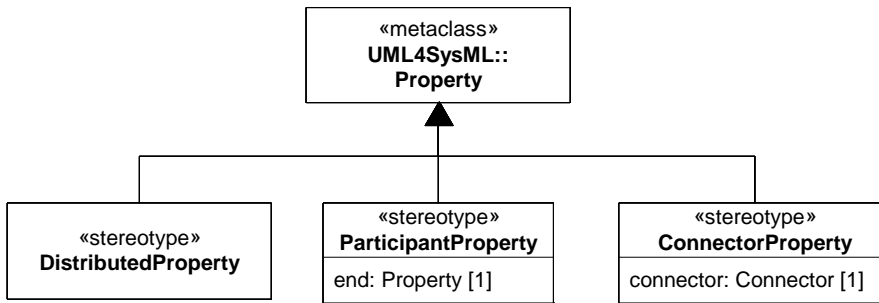 «metaclass»
UML4SysML::
Property
«stereotype»
DistributedProperty
«stereotype»
ParticipantProperty
end: Property [1]
«stereotype»
ConnectorProperty
connector: Connector [1]